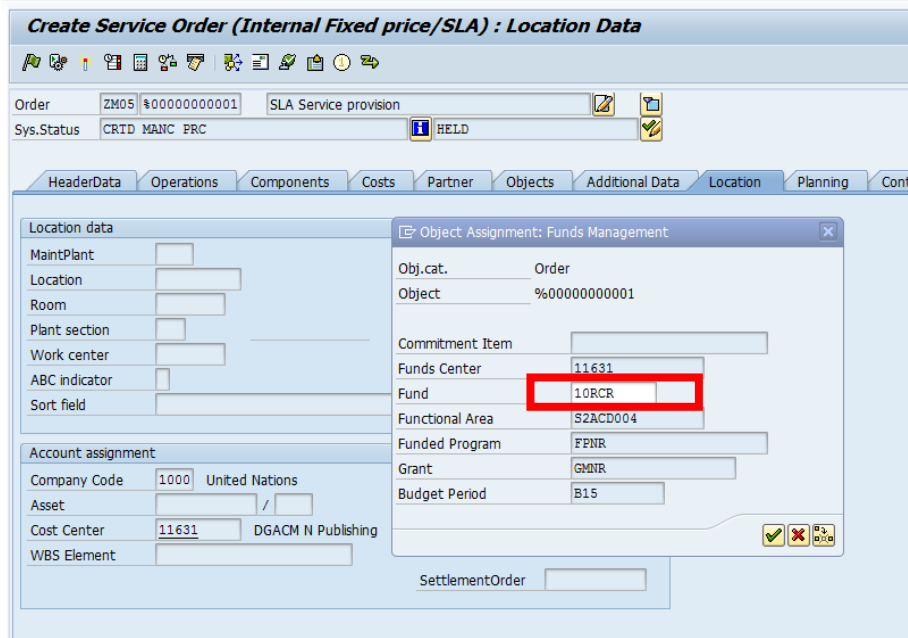 Create Service Order (Internal Fixed price/SLA) : Location Data
Order ZM05 %00000000001 SLA Service provision
Sys.Status CRTD MANC PRC HELD
HeaderData Operations Components Costs Partner Objects Additional Data Location Planning Cont
Location data
MaintPlant
Location
Room
Plant section
Work center
ABC indicator
Sort field
Account assignment
Company Code 1000 United Nations
Asset /
Cost Center 11631 DGACM N Publishing
WBS Element
SettlementOrder
Object Assignment: Funds Management
Obj.cat. Order
Object %00000000001
Commitment Item
Funds Center 11631
Fund 10RCR
Functional Area S2ACD004
Funded Program FPNR
Grant GMNR
Budget Period B15